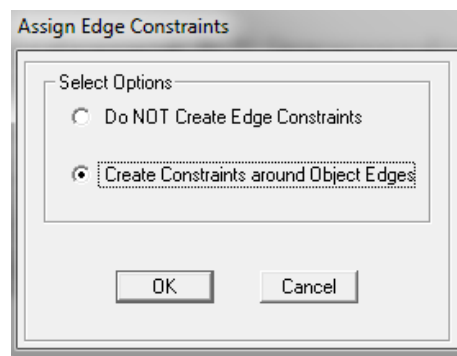 Assign Edge Constraints
Select Options
Do NOT Create Edge Constraints
Create Constraints around Object Edges
OK
Cancel